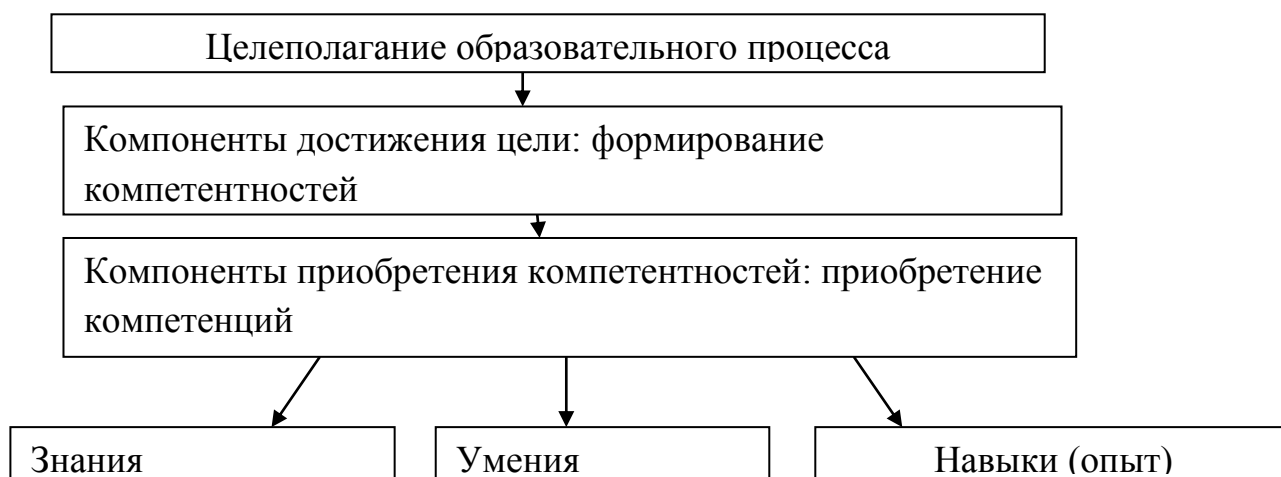 Целеполагание образовательного процесса
Компоненты достижения цели: формирование
компетентностей
Компоненты приобретения компетентностей: приобретение
компетенций
Знания
Умения
Навыки (опыт)